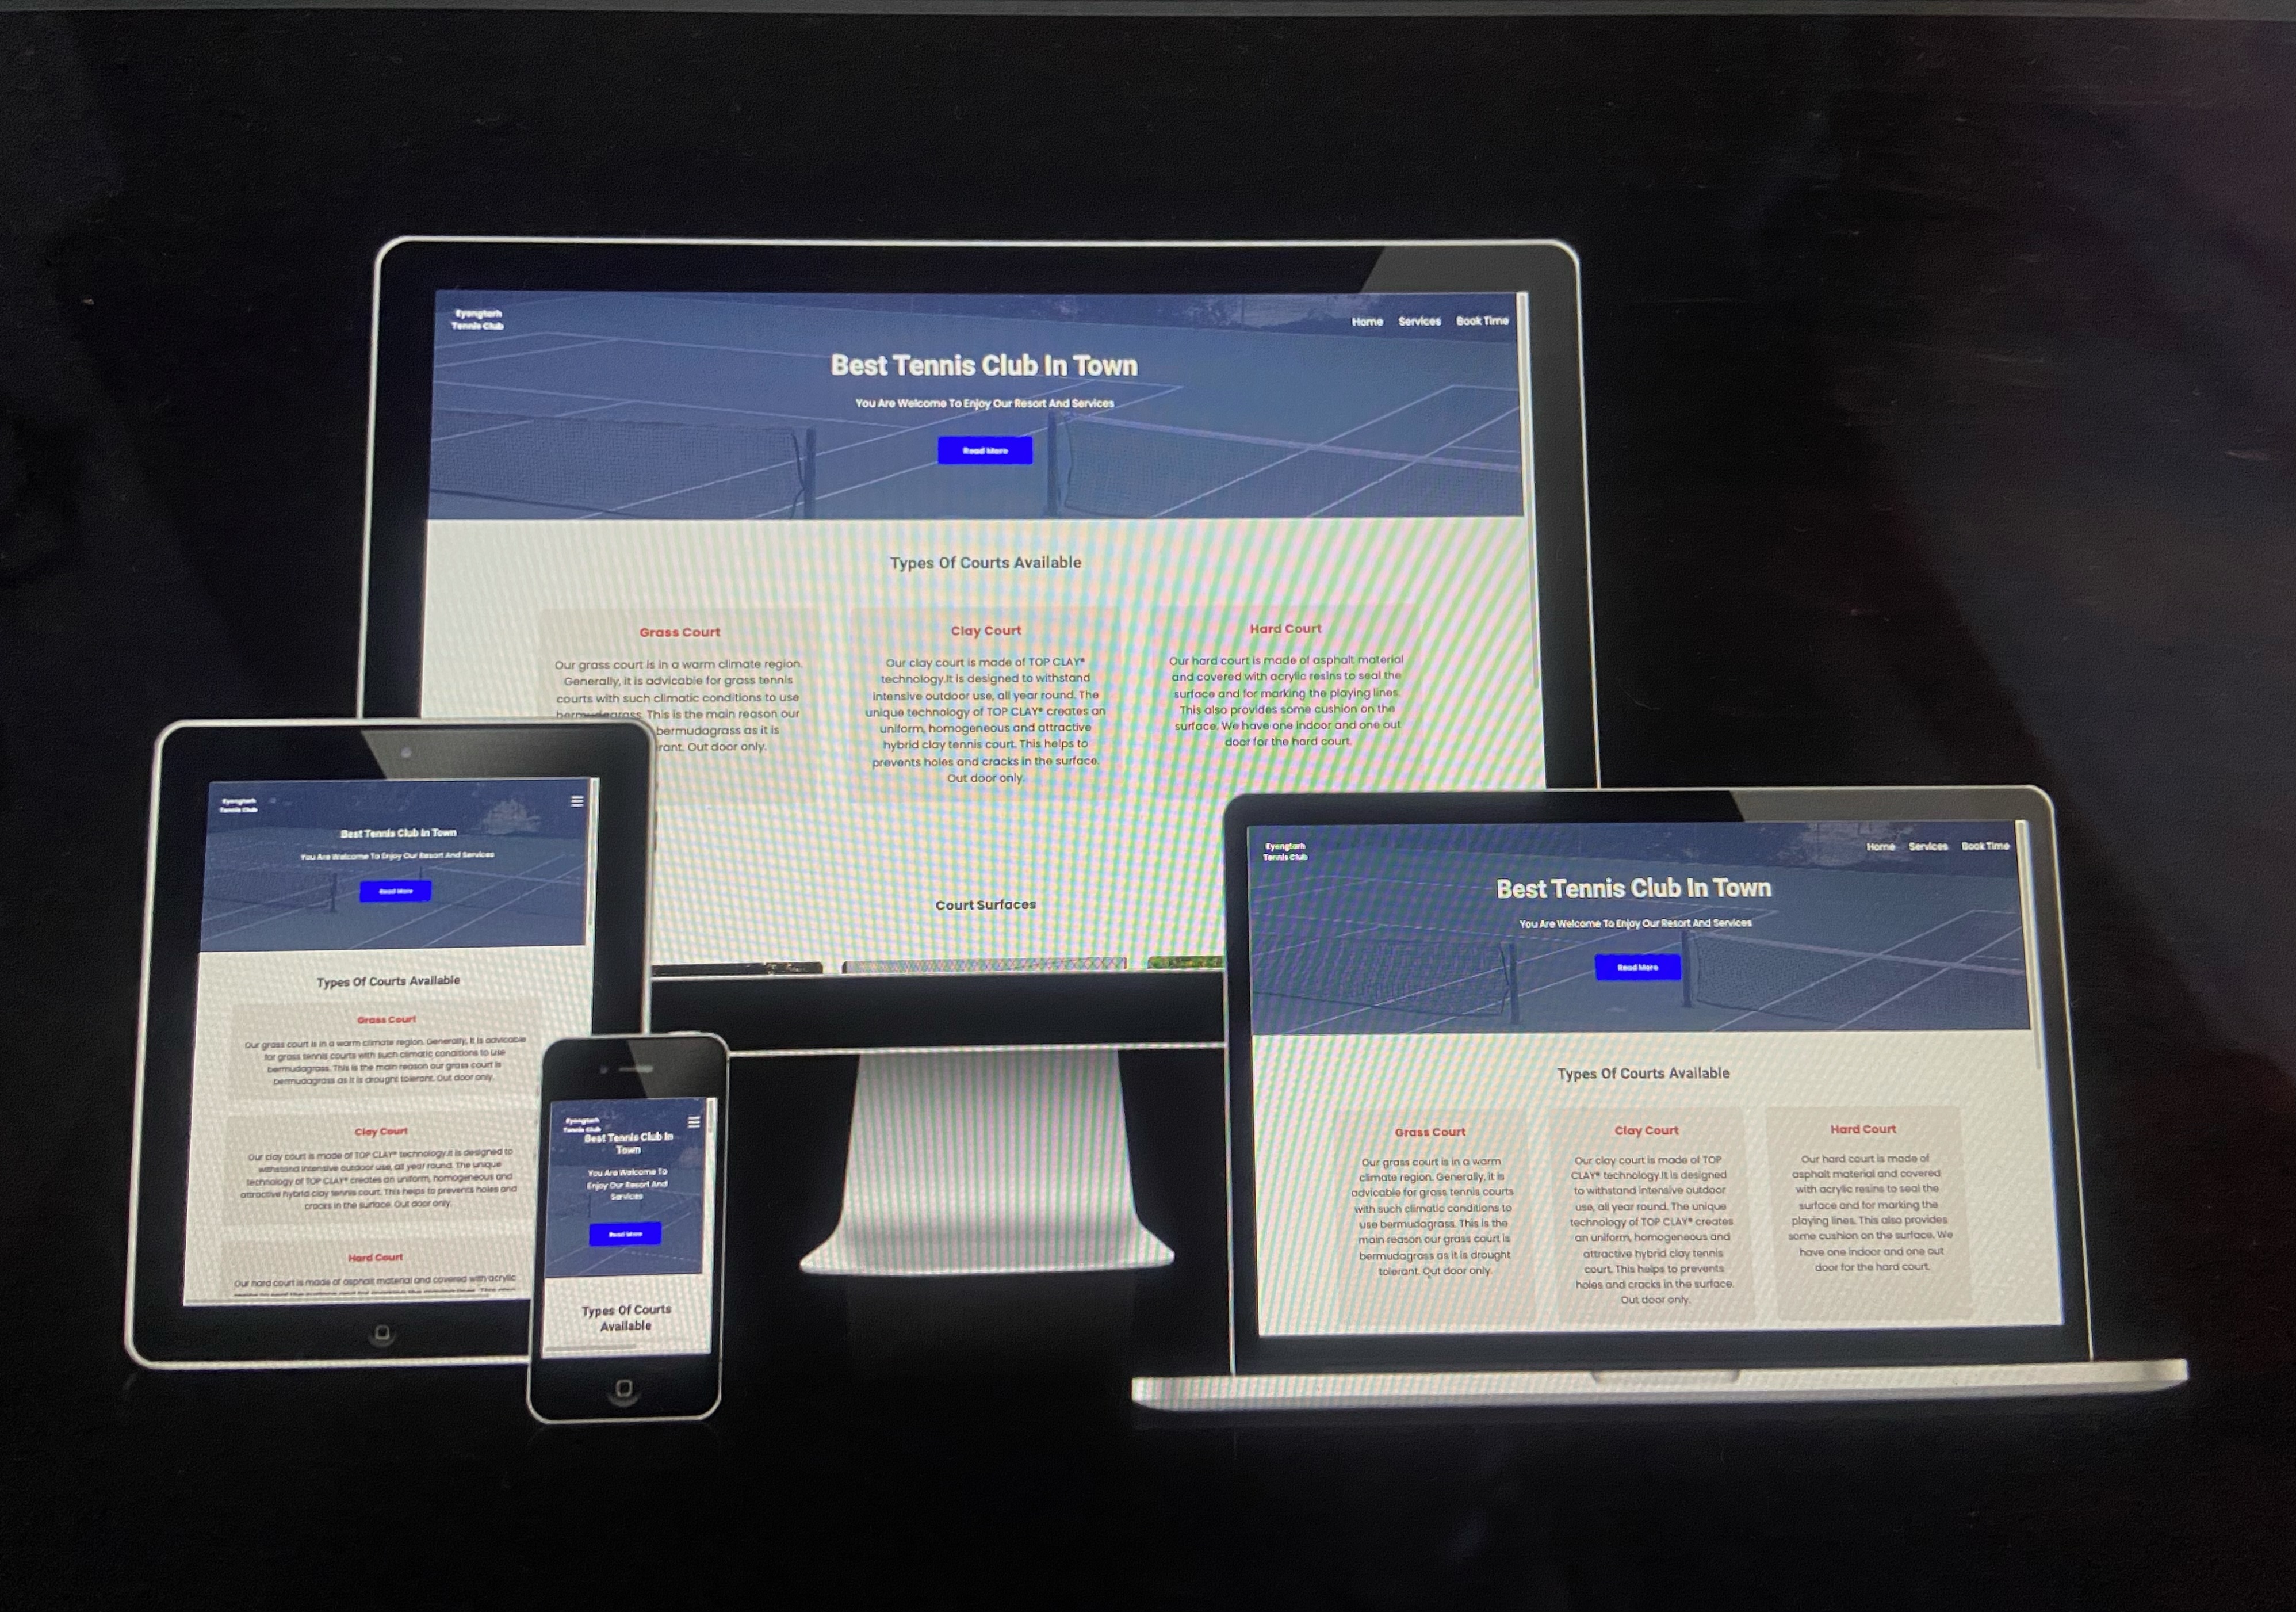 Eyengtarh
Tennis Club
Home Services Book Time
Best Tennis Club In Town
You Are Welcome To Enjoy Our Resort And Services
Read More
Types Of Courts Available
Grass Court
Our grass court is in a warm climate region.
Generally, it is advicable for grass tennis
courts with such climatic conditions to use
bermudagrass. This is the main reason our
bermudagrass as it is
rant. Out door only.
Clay Court
Our clay court is made of TOP CLAY®
technology.It is designed to withstand
intensive outdoor use, all year round. The
unique technology of TOP CLAY® creates an
uniform, homogeneous and attractive
hybrid clay tennis court. This helps to
prevents holes and cracks in the surface.
Out door only.
Hard Court
Our hard court is made of asphalt material
and covered with acrylic resins to seal the
surface and for marking the playing lines.
This also provides some cushion on the
surface. We have one indoor and one out
door for the hard court.
Court Surfaces
Eyengtarh
Tennis Club
Best Tennis Club In Town
You Are Welcome To Enjoy Our Resort And Services
Read More
Types Of Courts Available
Grass Court
Our grass court is in a warm climate region. Generally, it is advicable
for grass tennis courts with such climatic conditions to use
bermudagrass. This is the main reason our grass court is
bermudagrass as it is drought tolerant. Out door only.
Clay Court
Our clay court is made of TOP CLAY® technology.It is designed to
withstand intensive outdoor use, all year round. The unique
technology of TOP CLAY® creates an uniform, homogeneous and
attractive hybrid clay tennis court. This helps to prevents holes and
cracks in the surface. Out door only.
Hard Court
Our hard court is made of asphalt material and covered with acrylic
Eyengtarh
Tennis Club
Best Tennis Club In
Town
You Are Welcome To
Enjoy Our Resort And
Services
Read More
Types Of Courts
Available
Eyengtarh
Tennis Club
Home Services Book Time
Best Tennis Club In Town
You Are Welcome To Enjoy Our Resort And Services
Read More
Types Of Courts Available
Grass Court
Our grass court is in a warm
climate region. Generally, it is
advicable for grass tennis courts
with such climatic conditions to
use bermudagrass. This is the
main reason our grass court is
bermudagrass as it is drought
tolerant. Out door only.
Clay Court
Our clay court is made of TOP
CLAY® technology.It is designed
to withstand intensive outdoor
use, all year round. The unique
technology of TOP CLAY® creates
an uniform, homogeneous and
attractive hybrid clay tennis
court. This helps to prevents
holes and cracks in the surface.
Out door only.
Hard Court
Our hard court is made of
asphalt material and covered
with acrylic resins to seal the
surface and for marking the
playing lines. This also provides
some cushion on the surface. We
have one indoor and one out
door for the hard court.